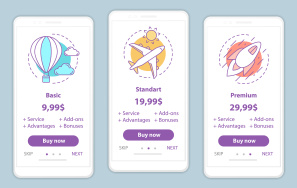 Basic
9,99$
+ Service
+ Add-ons
+ Advantages
+ Bonuses
Buy now
SKIP
NEXT
Standart
19,99$
+ Service
+ Add-ons
+ Advantages
+ Bonuses
Buy now
SKIP
NEXT
Premium
29,99$
+ Service
+ Add-ons
+ Advantages
+ Bonuses
Buy now
SKIP
NEXT